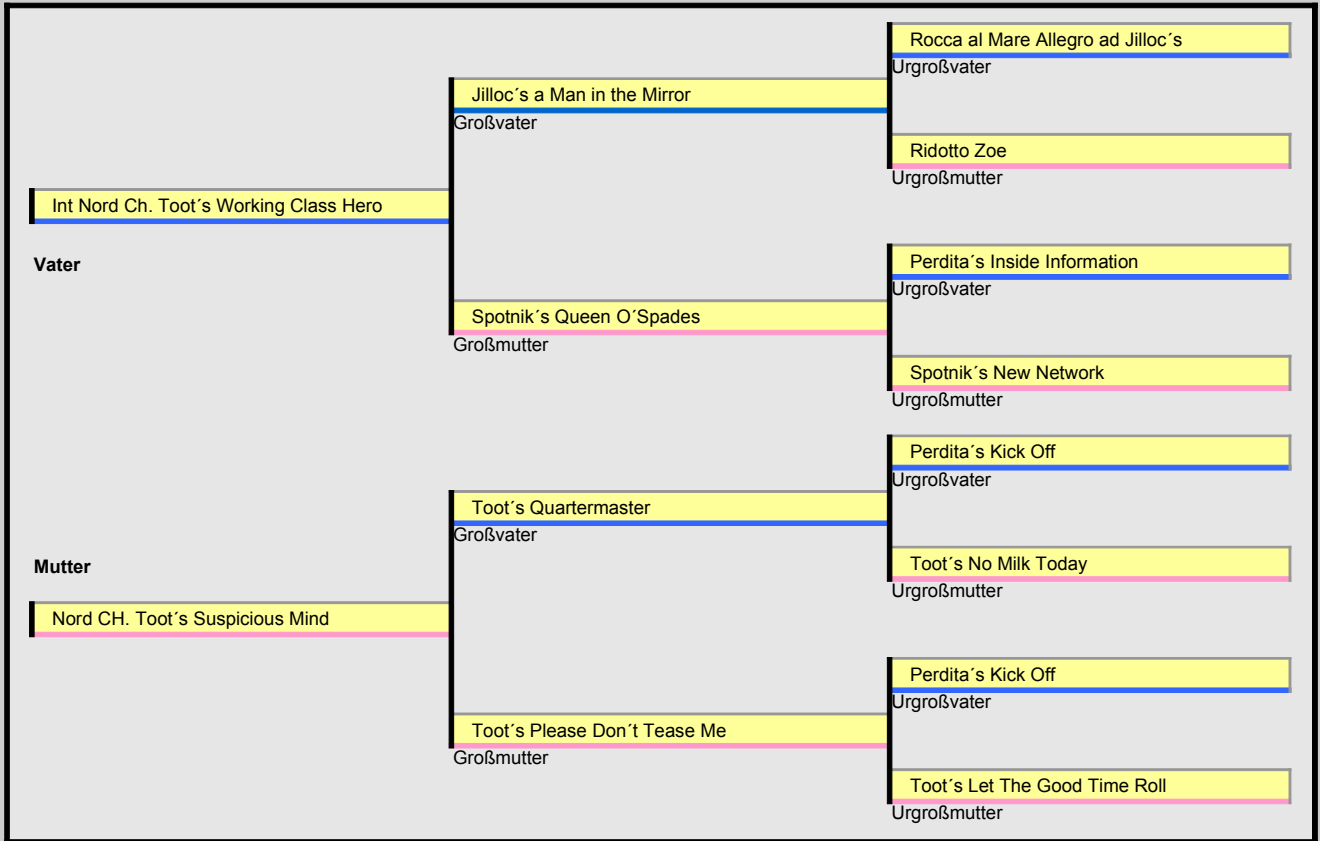 Rocca al Mare Allegro ad Jilloc´s
Urgroßvater
Jilloc´s a Man in the Mirror
Großvater
Ridotto Zoe
Urgroßmutter
Int Nord Ch. Toot´s Working Class Hero
Vater
Perdita´s Inside Information
Urgroßvater
Spotnik´s Queen O´Spades
Großmutter
Spotnik´s New Network
Urgroßmutter
Perdita´s Kick Off
Urgroßvater
Toot´s Quartermaster
Großvater
Toot´s No Milk Today
Urgroßmutter
Mutter
Nord CH. Toot´s Suspicious Mind
Perdita´s Kick Off
Urgroßvater
Toot´s Please Don´t Tease Me
Großmutter
Toot´s Let The Good Time Roll
Urgroßmutter